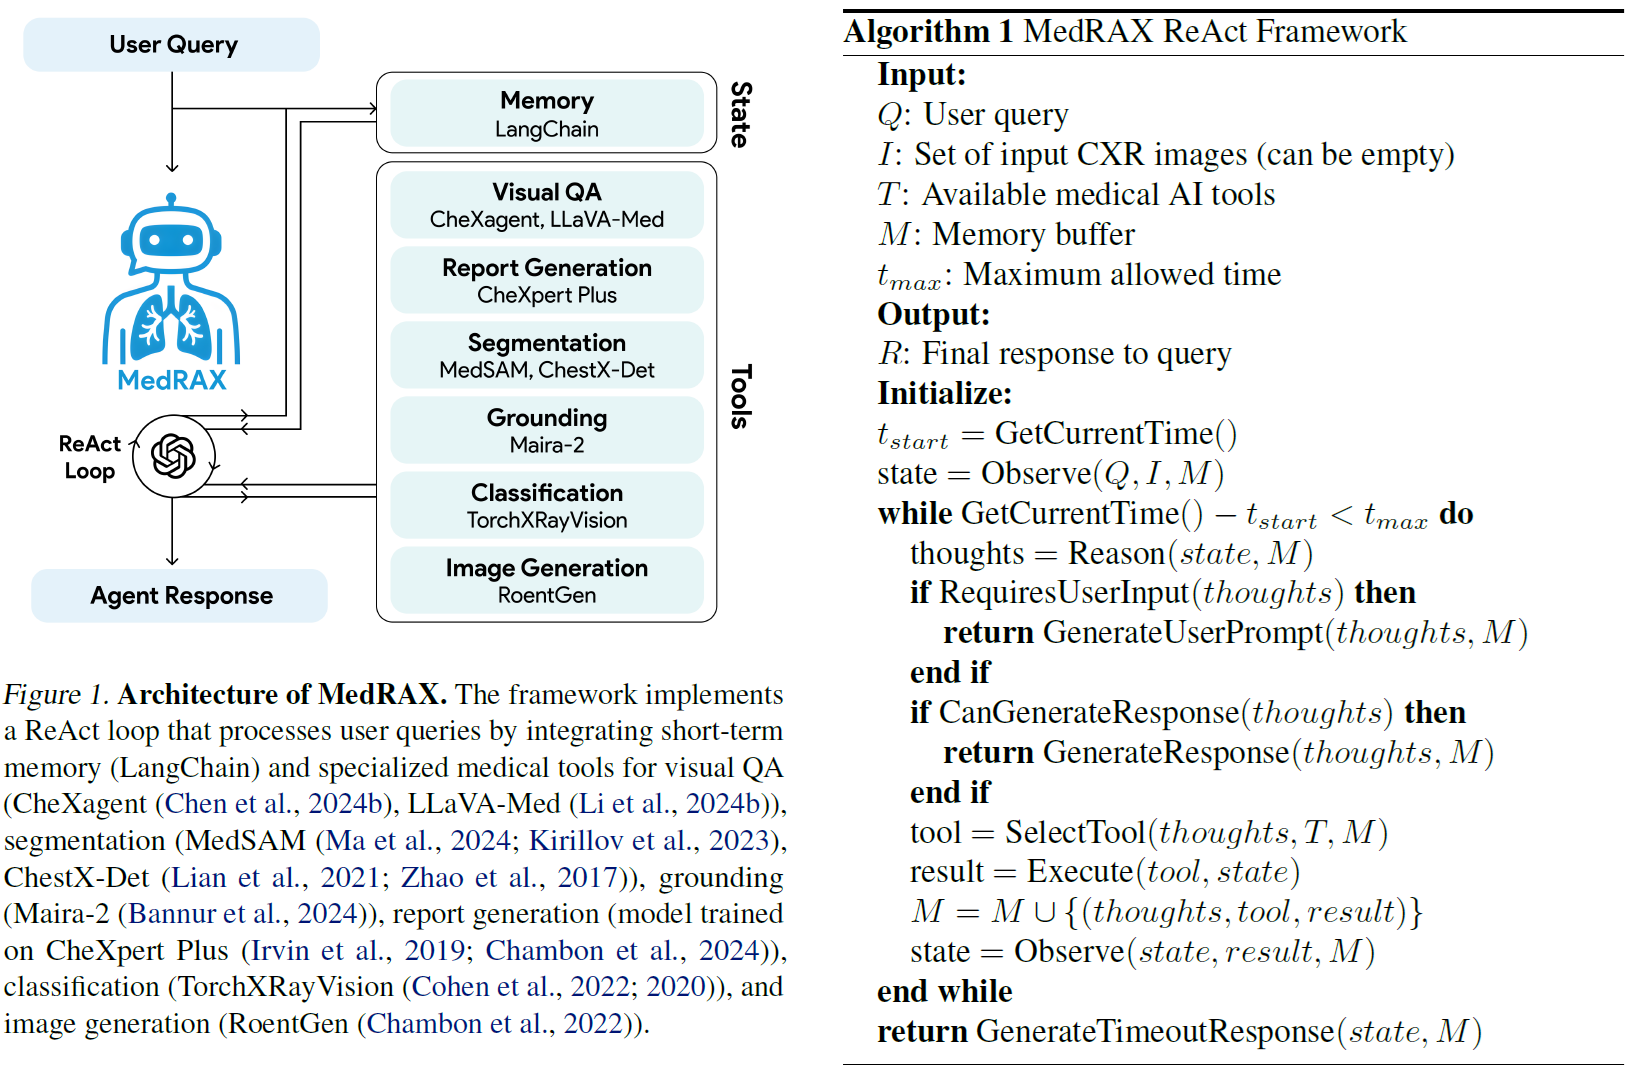 User Query
Memory
LangChain
State
Visual QA
CheXagent, LLaVA-Med
Report Generation
CheXpert Plus
Segmentation
MedSAM, ChestX-Det
Grounding
Maira-2
Classification
TorchXRayVision
Image Generation
RoentGen
Tools
MedRAX
ReAct
Loop
Agent Response
Figure 1. Architecture of MedRAX. The framework implements
a ReAct loop that processes user queries by integrating short-term
memory (LangChain) and specialized medical tools for visual QA
(CheXagent (Chen et al., 2024b), LLaVA-Med (Li et al., 2024b)),
segmentation (MedSAM (Ma et al., 2024; Kirillov et al., 2023),
ChestX-Det (Lian et al., 2021; Zhao et al., 2017)), grounding
(Maira-2 (Bannur et al., 2024)), report generation (model trained
on CheXpert Plus (Irvin et al., 2019; Chambon et al., 2024)),
classification (TorchXRayVision (Cohen et al., 2022; 2020)), and
image generation (RoentGen (Chambon et al., 2022)).
Algorithm 1 MedRAX ReAct Framework
Input:
Q: User query
I: Set of input CXR images (can be empty)
T: Available medical AI tools
M: Memory buffer
t_max: Maximum allowed time
Output:
R: Final response to query
Initialize:
t_start = GetCurrentTime()
state = Observe(Q, I, M)
while GetCurrentTime() − t_start < t_max do
thoughts = Reason(state, M)
if RequiresUserInput(thoughts) then
return GenerateUserPrompt(thoughts, M)
end if
if CanGenerateResponse(thoughts) then
return GenerateResponse(thoughts, M)
end if
tool = SelectTool(thoughts, T, M)
result = Execute(tool, state)
M = M ∪ {(thoughts, tool, result)}
state = Observe(state, result, M)
end while
return GenerateTimeoutResponse(state, M)